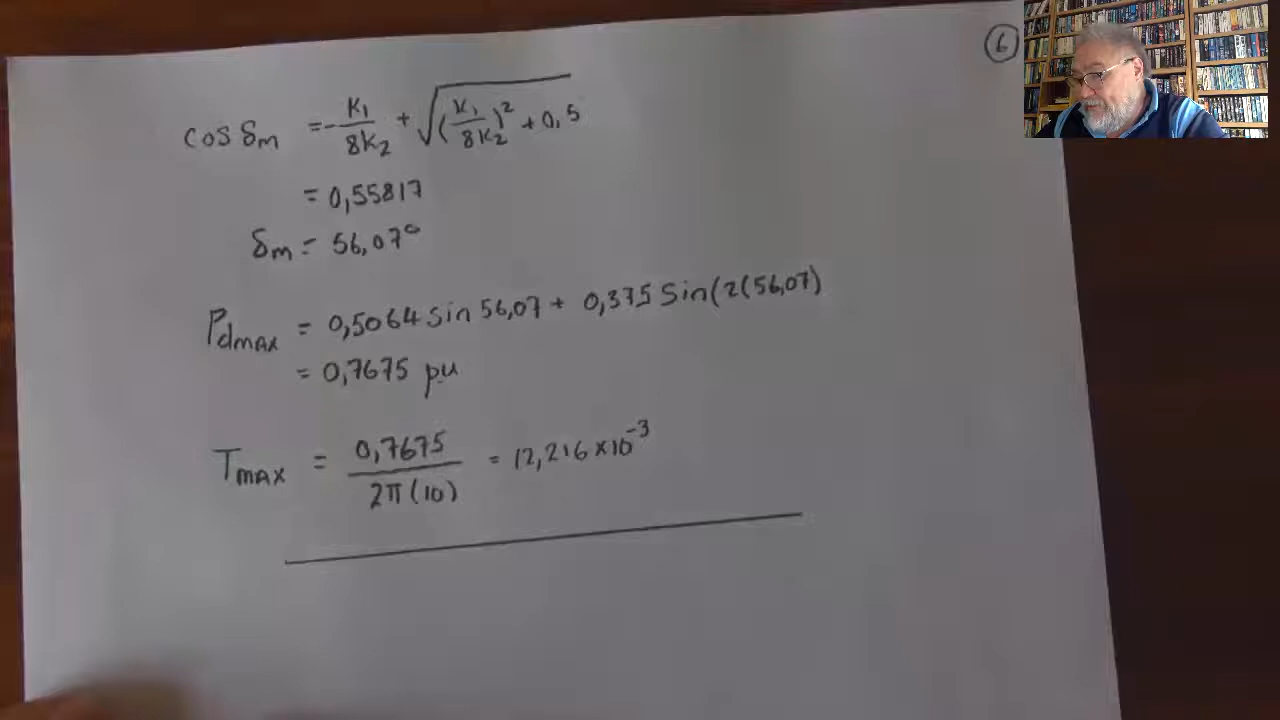 6
cos δm = -K1/8K2 + √((K1/8K2)² + 0,5
= 0,55817
δm = 56,07°
Pdmax = 0,5064 sin 56,07 + 0,375 Sin(2(56,07)
= 0,7675 pu
TMAX = 0,7675/2π(10) = 12,216 × 10⁻³